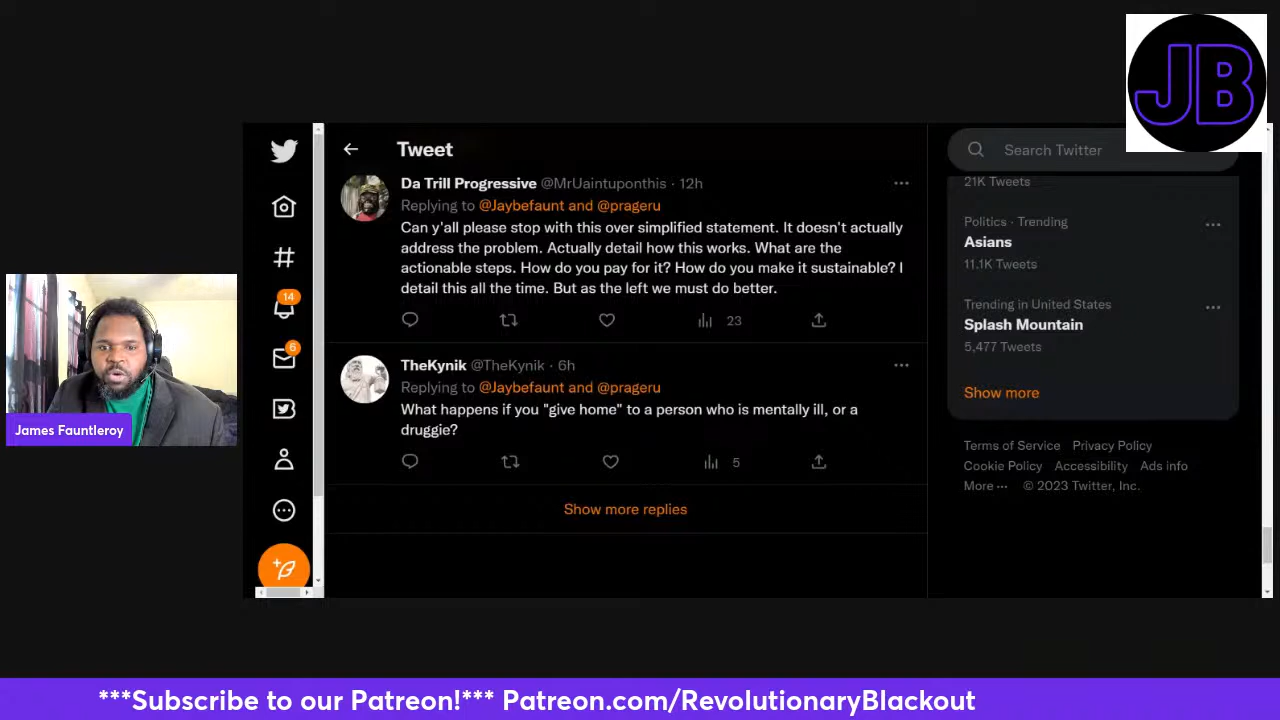 JB
Tweet
Search Twitter
Da Trill Progressive @MrUaintuponthis · 12h
Replying to @Jaybefaunt and @prageru
Can y'all please stop with this over simplified statement. It doesn't actually
address the problem. Actually detail how this works. What are the
actionable steps. How do you pay for it? How do you make it sustainable? I
detail this all the time. But as the left we must do better.
23
TheKynik @TheKynik · 6h
Replying to @Jaybefaunt and @prageru
What happens if you "give home" to a person who is mentally ill, or a
druggie?
5
Show more replies
14
6
21K Tweets
Politics · Trending
Asians
11.1K Tweets
Trending in United States
Splash Mountain
5,477 Tweets
Show more
Terms of Service Privacy Policy
Cookie Policy Accessibility Ads info
More ··· © 2023 Twitter, Inc.
James Fauntleroy
***Subscribe to our Patreon!*** Patreon.com/RevolutionaryBlackout